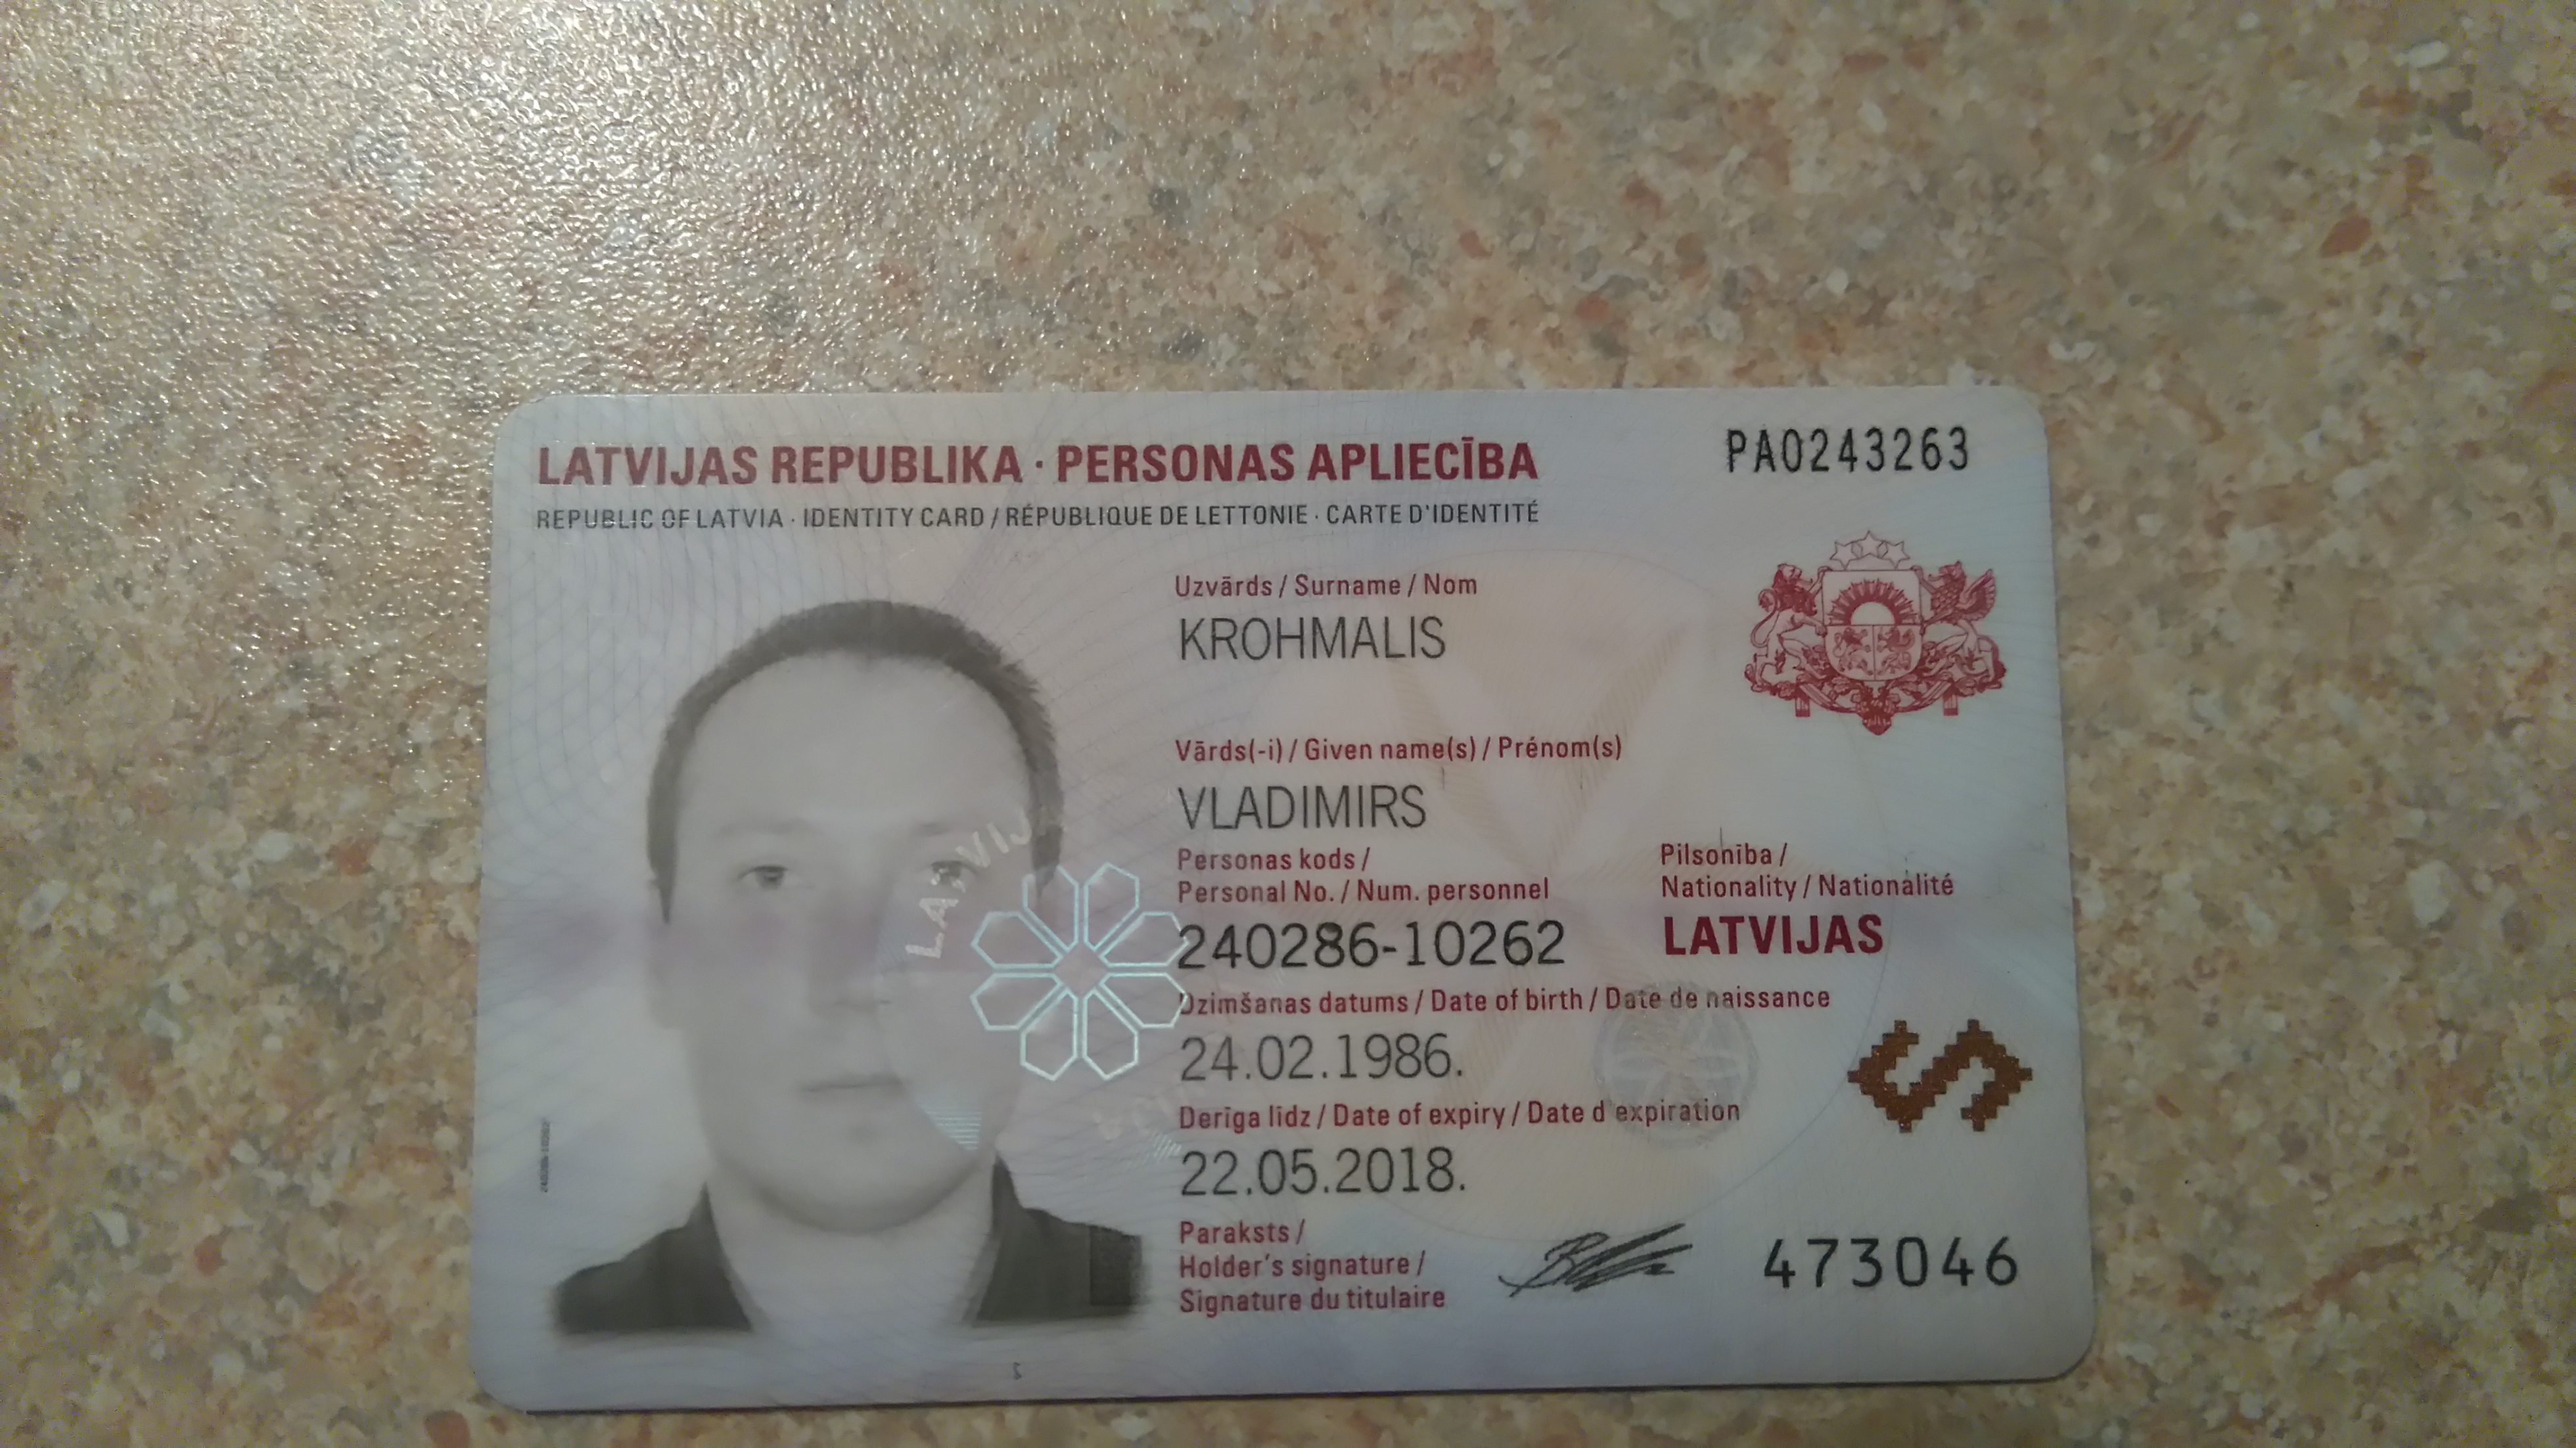 LATVIJAS REPUBLIKA · PERSONAS APLIECĪBA
PA0243263
REPUBLIC OF LATVIA · IDENTITY CARD / RÉPUBLIQUE DE LETTONIE · CARTE D'IDENTITÉ
Uzvārds / Surname / Nom
KROHMALIS
Vārds(-i) / Given name(s) / Prénom(s)
VLADIMIRS
Personas kods /
Personal No. / Num. personnel
240286-10262
Pilsonība /
Nationality / Nationalité
LATVIJAS
Dzimšanas datums / Date of birth / Date de naissance
24.02.1986.
Derīga līdz / Date of expiry / Date d'expiration
22.05.2018.
Paraksts /
Holder's signature /
Signature du titulaire
473046